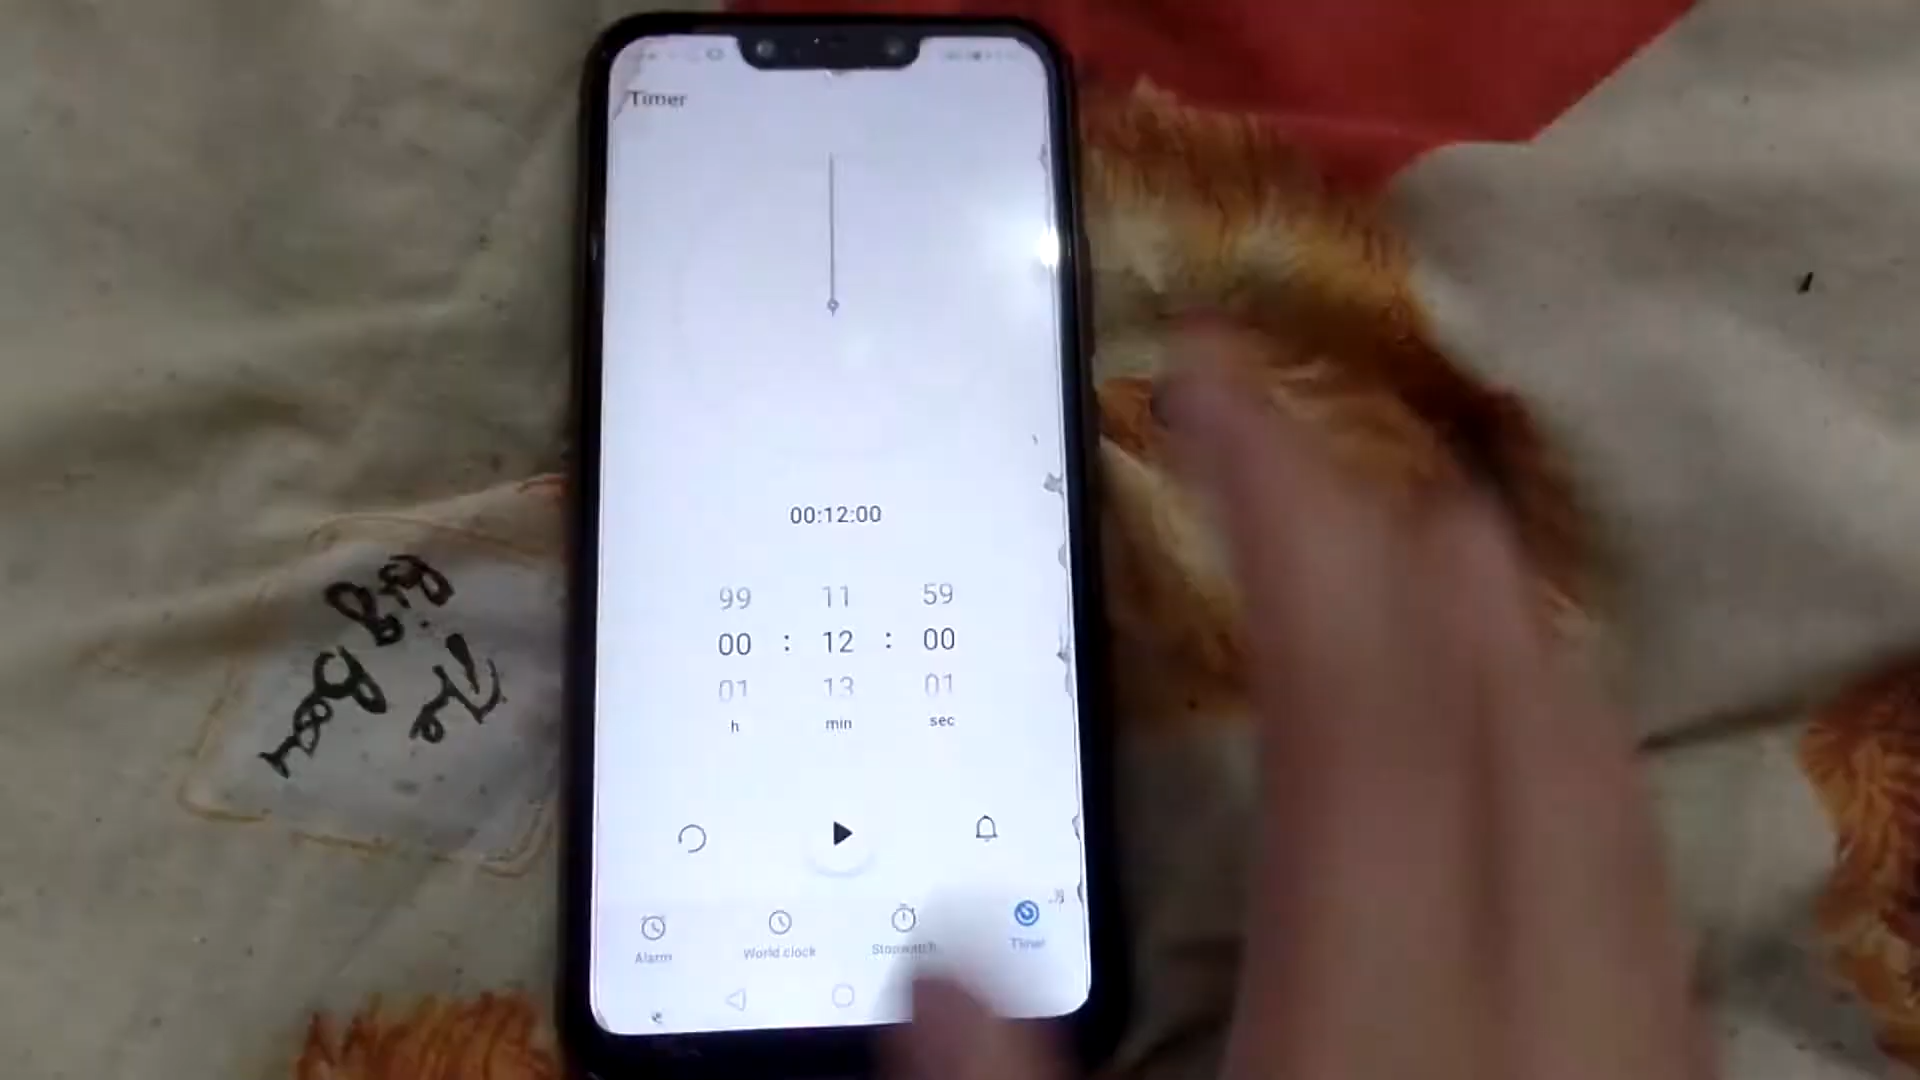 Timer
00:12:00
99 11 59
00 : 12 : 00
01 13 01
h min sec
Alarm World clock Stopwatch Timer
The
Big